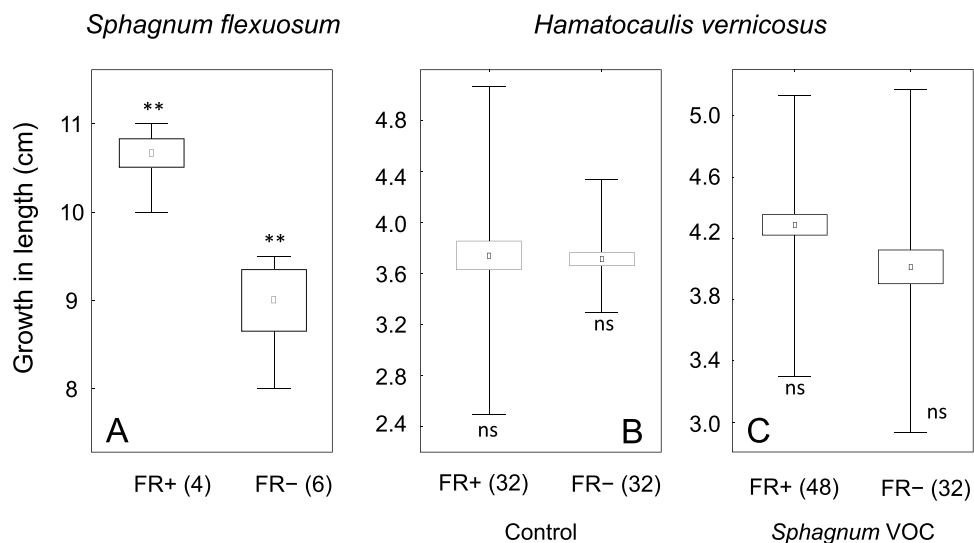 Sphagnum flexuosum
Hamatocaulis vernicosus
Growth in length (cm)
11
10
9
8
**
**
A
FR+ (4)
FR− (6)
4.8
4.4
4.0
3.6
3.2
2.8
2.4
ns
ns
B
FR+ (32)
FR− (32)
Control
5.0
4.6
4.2
3.8
3.4
3.0
ns
ns
C
FR+ (48)
FR− (32)
Sphagnum VOC